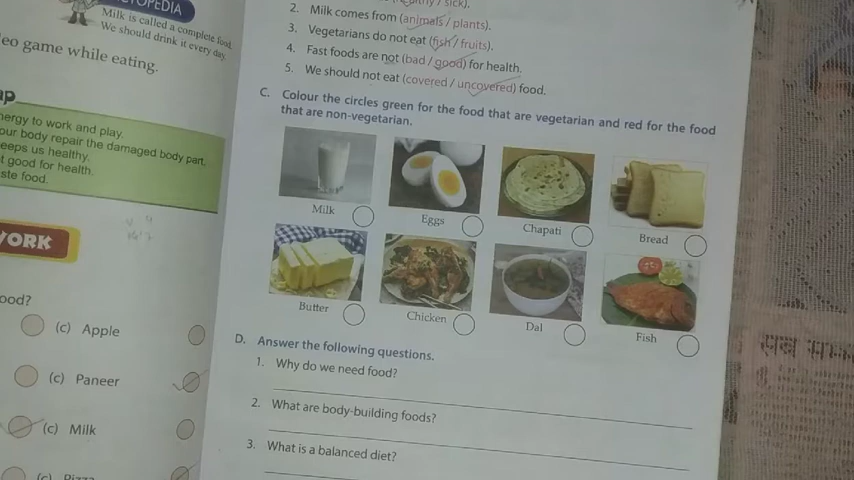 Milk is called a complete food.
We should drink it every day.
eo game while eating.
nergy to work and play.
our body repair the damaged body part.
eeps us healthy.
t good for health.
ste food.
ORK
ood?
(c) Apple
(c) Paneer
(c) Milk
(c) Pizza
2. Milk comes from (animals / plants).
3. Vegetarians do not eat (fish / fruits).
4. Fast foods are not (bad / good) for health.
5. We should not eat (covered / uncovered) food.
C. Colour the circles green for the food that are vegetarian and red for the food
that are non-vegetarian.
Milk
Eggs
Chapati
Bread
Butter
Chicken
Dal
Fish
D. Answer the following questions.
1. Why do we need food?
2. What are body-building foods?
3. What is a balanced diet?